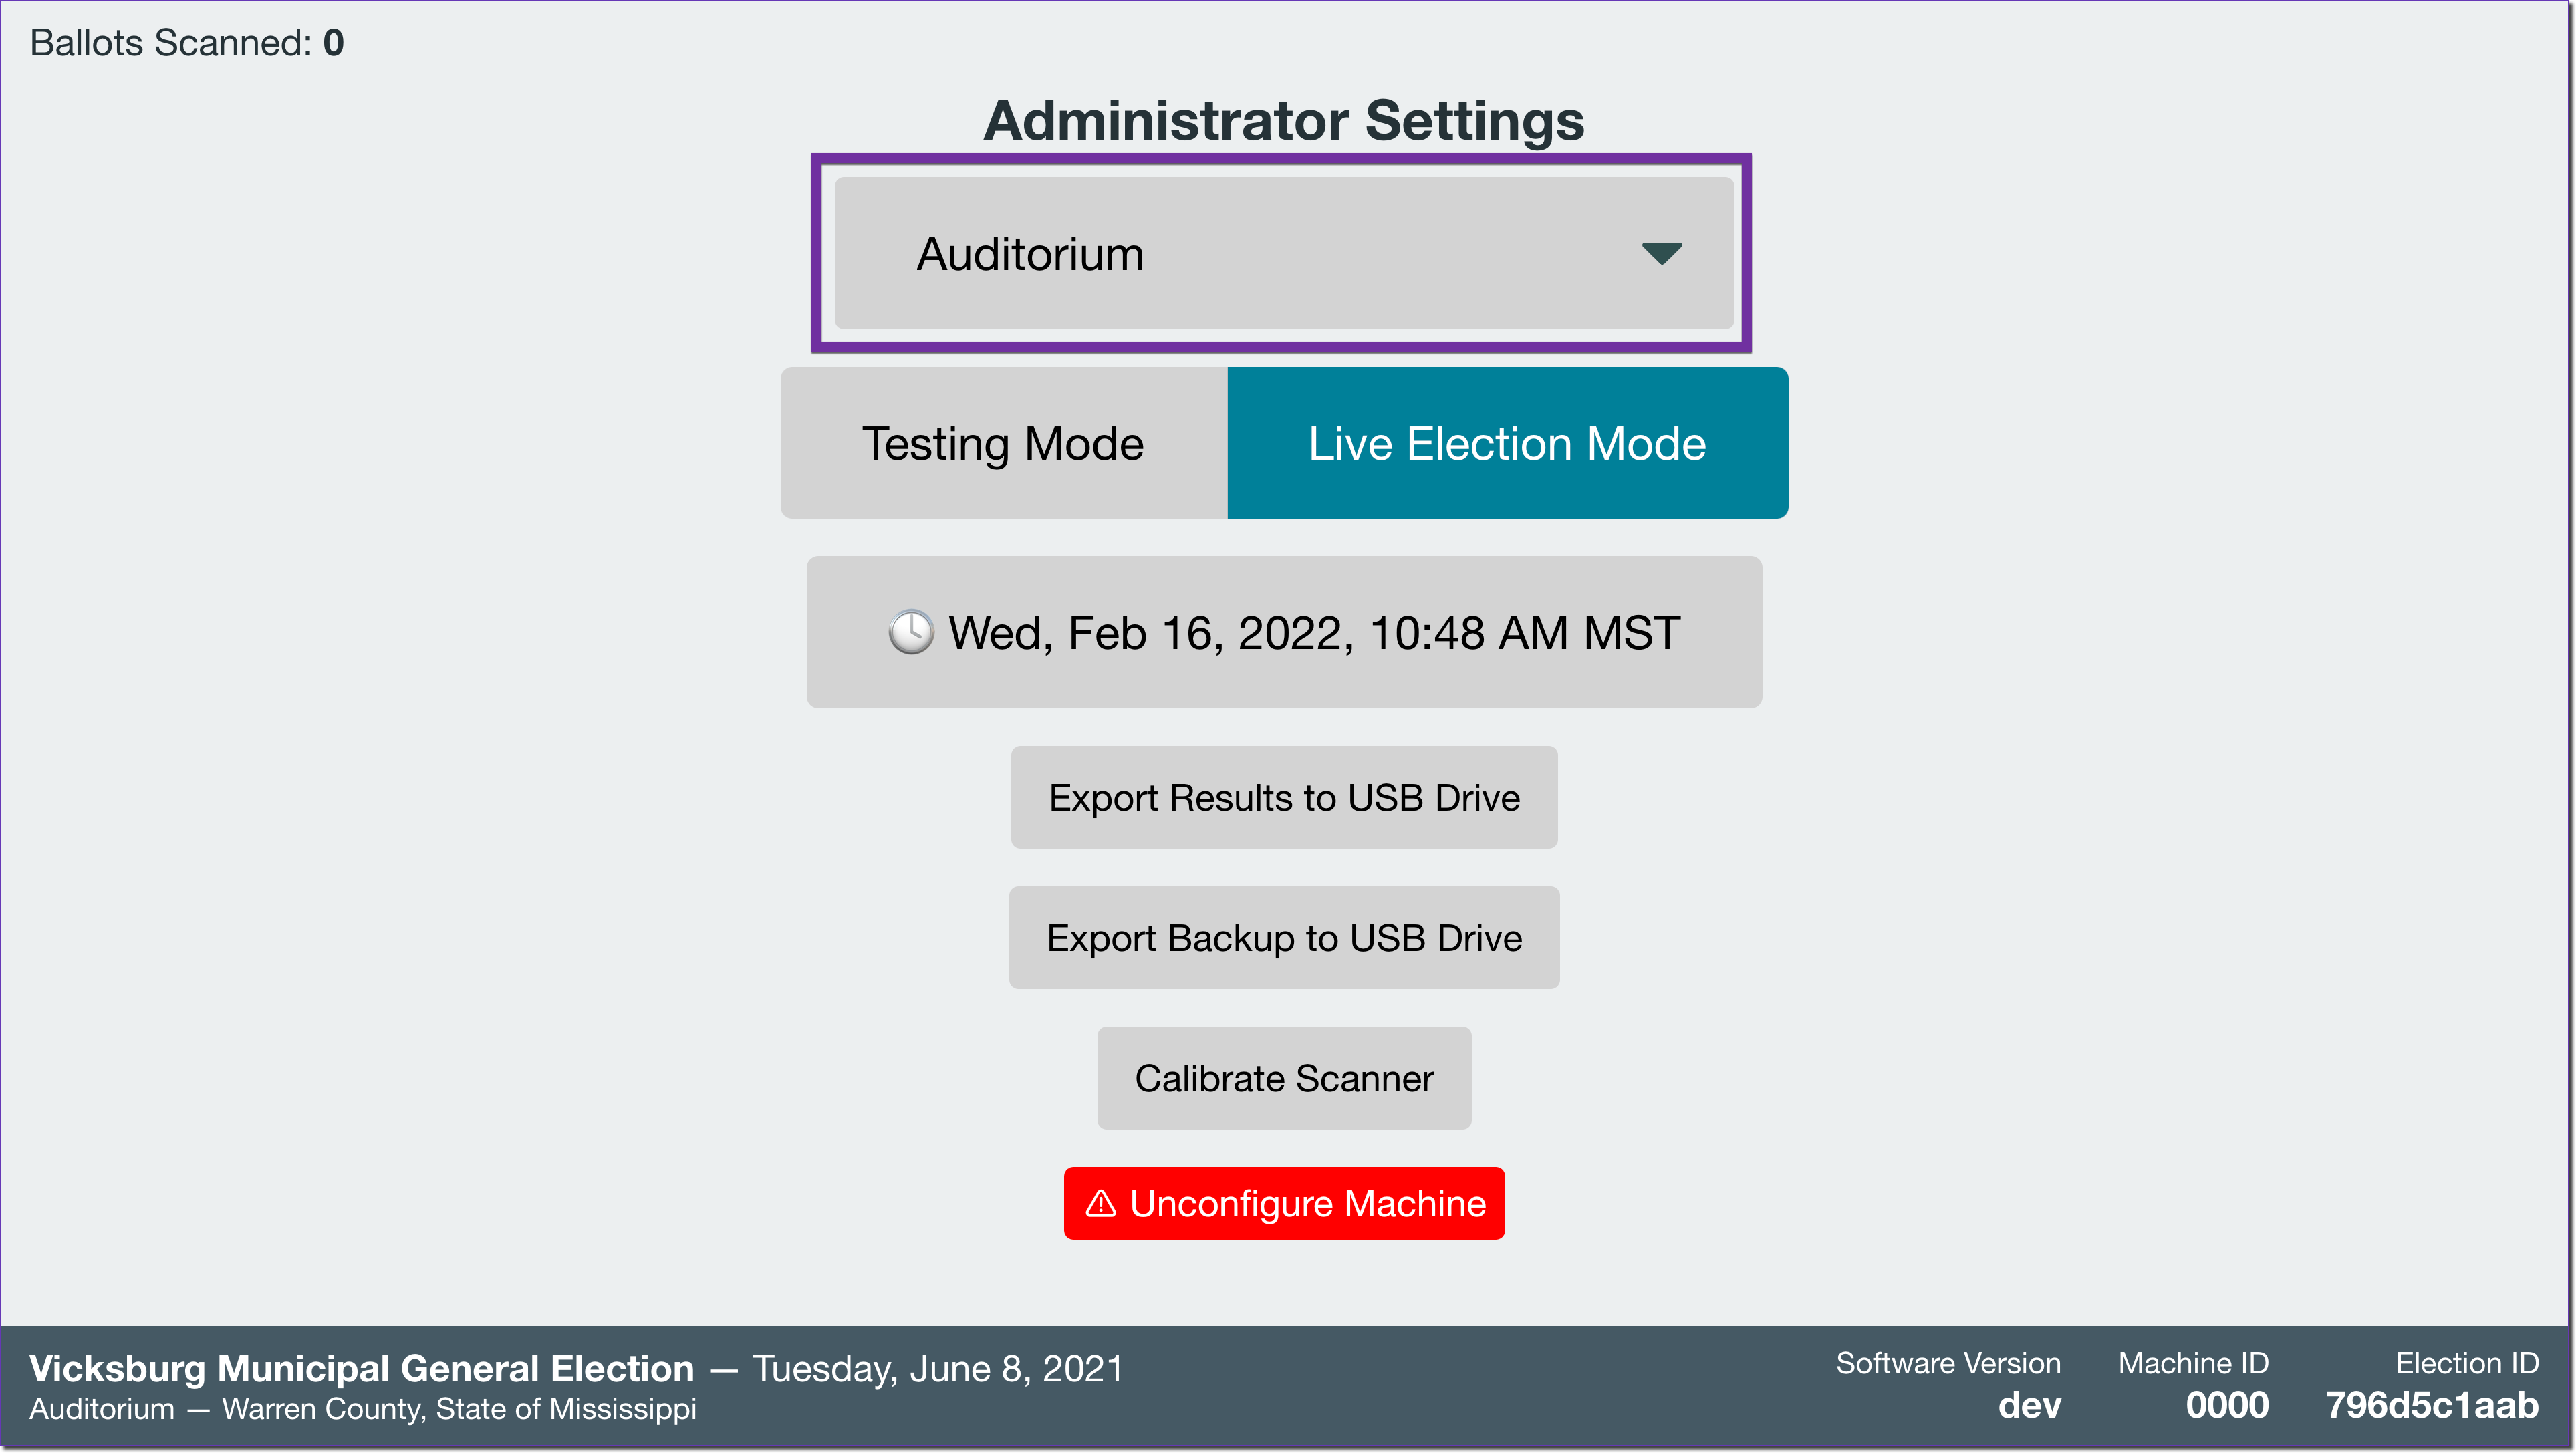 Ballots Scanned: 0
Administrator Settings
Auditorium
Testing Mode
Live Election Mode
Wed, Feb 16, 2022, 10:48 AM MST
Export Results to USB Drive
Export Backup to USB Drive
Calibrate Scanner
Unconfigure Machine
Vicksburg Municipal General Election — Tuesday, June 8, 2021
Auditorium — Warren County, State of Mississippi
Software Version
dev
Machine ID
0000
Election ID
796d5c1aab